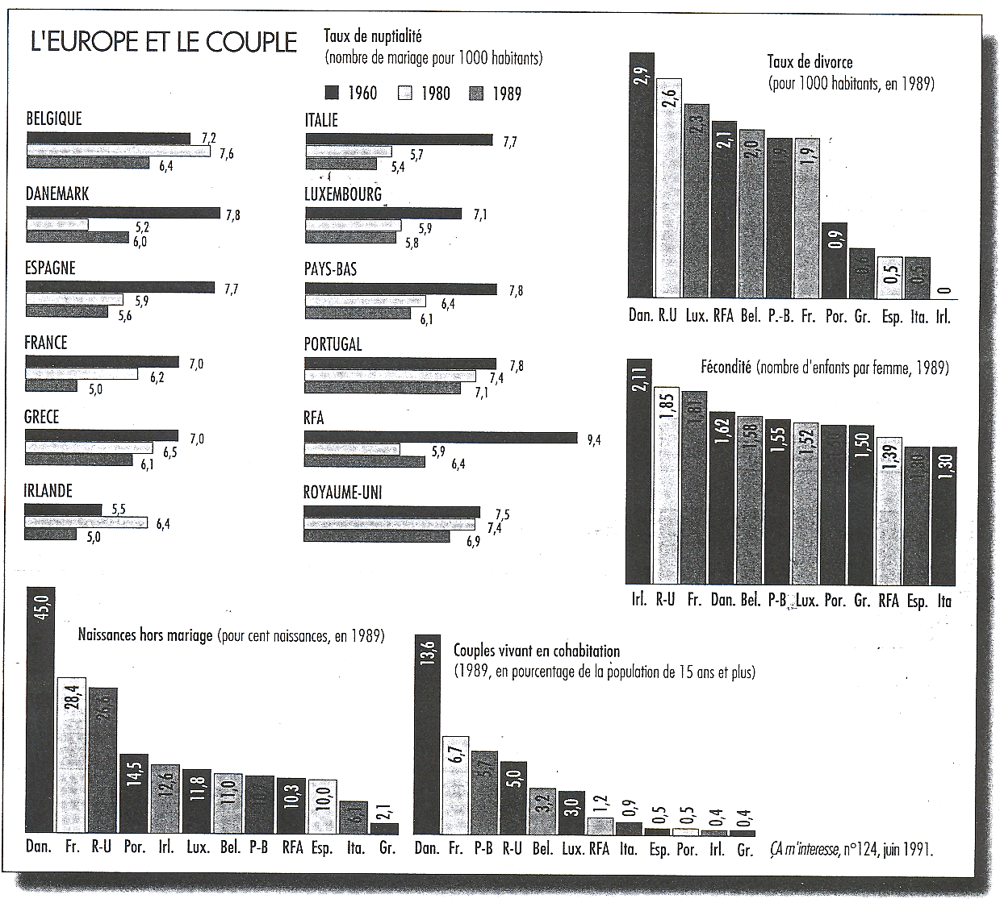 L'EUROPE ET LE COUPLE
Taux de nuptialité
(nombre de mariage pour 1000 habitants)
1960 1980 1989
BELGIQUE
7,2
7,6
6,4
DANEMARK
7,8
5,2
6,0
ESPAGNE
7,7
5,9
5,6
FRANCE
7,0
6,2
5,0
GRECE
7,0
6,5
6,1
IRLANDE
5,5
6,4
5,0
ITALIE
7,7
5,7
5,4
LUXEMBOURG
7,1
5,9
5,8
PAYS-BAS
7,8
6,4
6,1
PORTUGAL
7,8
7,4
7,1
RFA
9,4
5,9
6,4
ROYAUME-UNI
7,5
7,4
6,9
Taux de divorce
(pour 1000 habitants, en 1989)
2,9 2,6 2,3 2,1 2,0 1,9 1,9 0,9 0,6 0,5 0,5 0
Dan. R.U Lux. RFA Bel. P.-B. Fr. Por. Gr. Esp. Ita. Irl.
Fécondité (nombre d'enfants par femme, 1989)
2,11 1,85 1,81 1,62 1,58 1,55 1,52 1,50 1,39 1,30 1,30
Irl. R-U Fr. Dan. Bel. P-B Lux. Por. Gr. RFA Esp. Ita
Naissances hors mariage (pour cent naissances, en 1989)
45,0 28,4 26,6 14,5 12,6 11,8 11,0 10,3 10,0 6,1 2,1
Dan. Fr. R-U Por. Irl. Lux. Bel. P-B RFA Esp. Ita. Gr.
Couples vivant en cohabitation
(1989, en pourcentage de la population de 15 ans et plus)
13,6 6,7 5,7 5,0 3,2 3,0 1,2 0,9 0,5 0,5 0,4 0,4
Dan. Fr. P-B R-U Bel. Lux. RFA Ita. Esp. Por. Irl. Gr.
ÇA m'interesse, n°124, juin 1991.